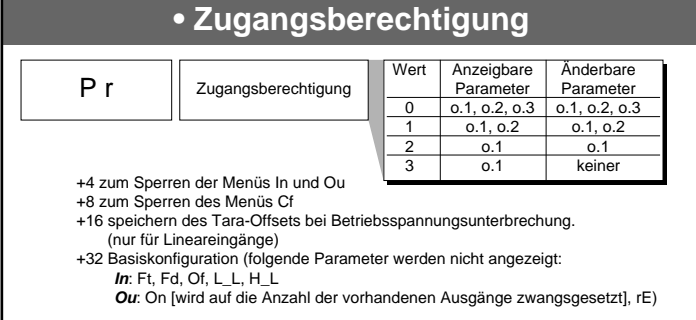 • Zugangsberechtigung
P r
Zugangsberechtigung
Wert Anzeigbare Parameter Änderbare Parameter
0 o.1, o.2, o.3 o.1, o.2, o.3
1 o.1, o.2 o.1, o.2
2 o.1 o.1
3 o.1 keiner
+4 zum Sperren der Menüs In und Ou
+8 zum Sperren des Menüs Cf
+16 speichern des Tara-Offsets bei Betriebsspannungsunterbrechung.
(nur für Lineareingänge)
+32 Basiskonfiguration (folgende Parameter werden nicht angezeigt:
In: Ft, Fd, Of, L_L, H_L
Ou: On [wird auf die Anzahl der vorhandenen Ausgänge zwangsgesetzt], rE)